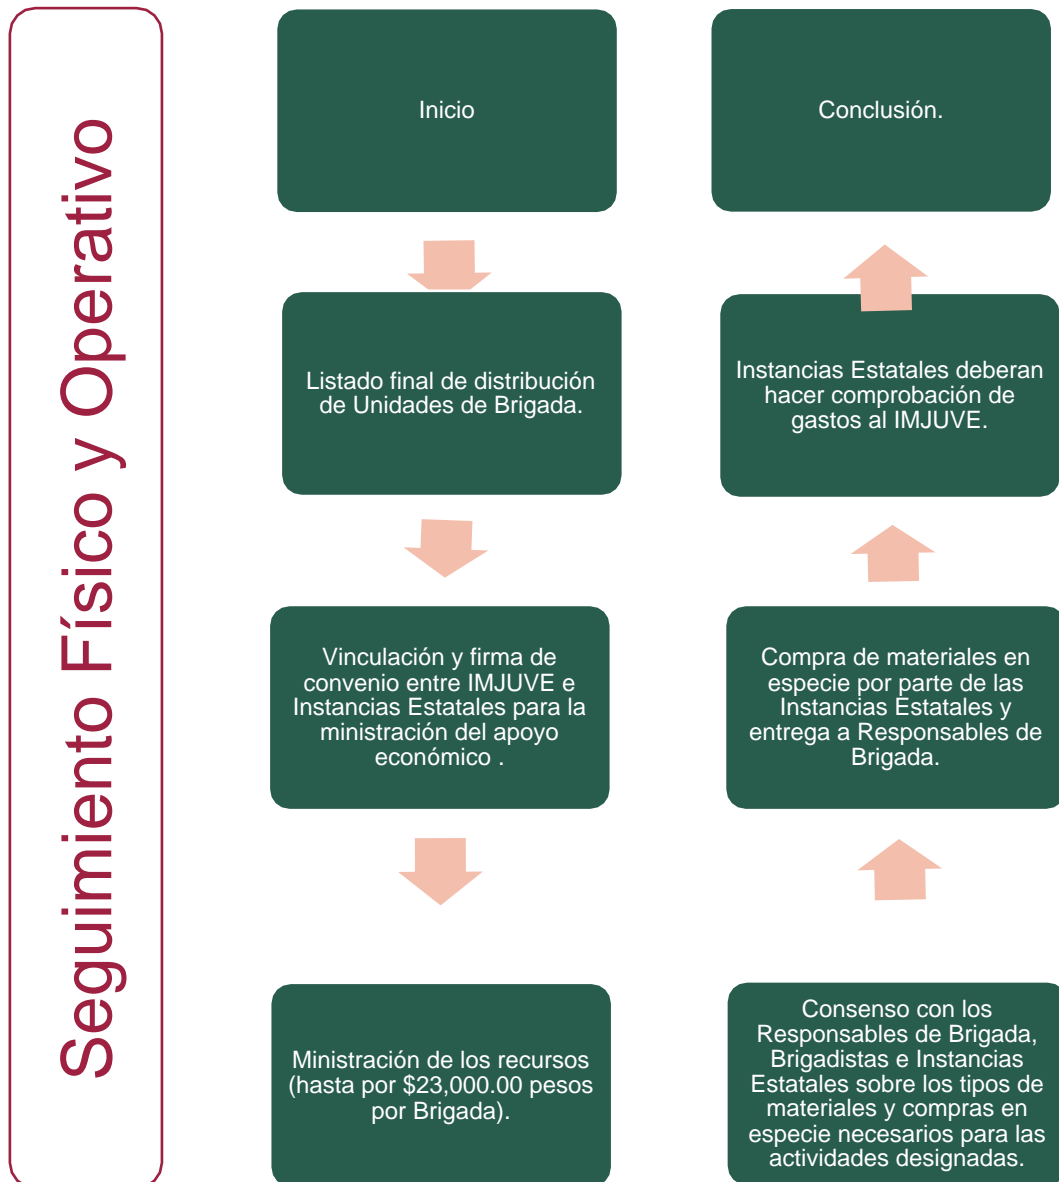 Seguimiento Físico y Operativo
Inicio
Listado final de distribución
de Unidades de Brigada.
Vinculación y firma de
convenio entre IMJUVE e
Instancias Estatales para la
ministración del apoyo
económico .
Ministración de los recursos
(hasta por $23,000.00 pesos
por Brigada).
Consenso con los
Responsables de Brigada,
Brigadistas e Instancias
Estatales sobre los tipos de
materiales y compras en
especie necesarios para las
actividades designadas.
Compra de materiales en
especie por parte de las
Instancias Estatales y
entrega a Responsables de
Brigada.
Instancias Estatales deberan
hacer comprobación de
gastos al IMJUVE.
Conclusión.